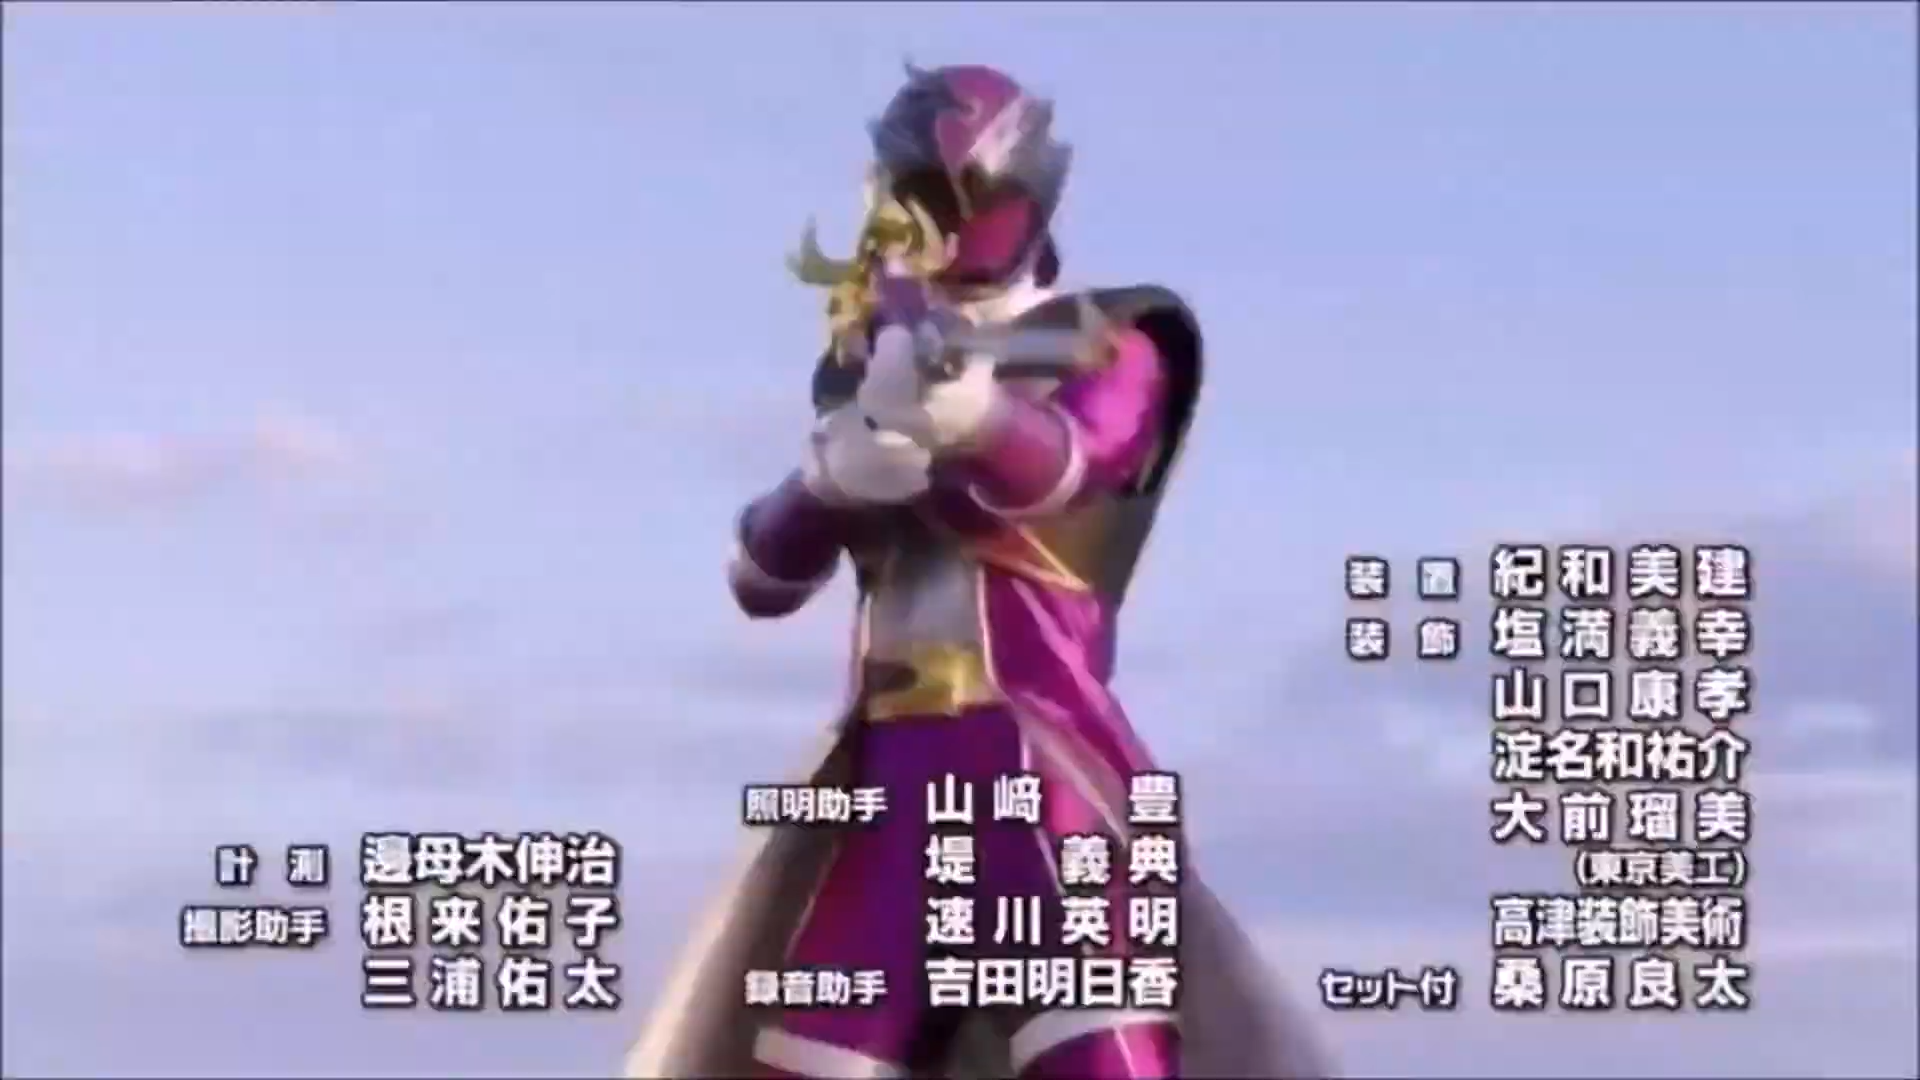 計測 邊母木伸治
撮影助手 根来佑子
三浦佑太
照明助手 山﨑 豊
堤 義典
速川英明
録音助手 吉田明日香
装置 紀和美建
装飾 塩満義幸
山口康孝
淀名和祐介
大前瑠美
(東京美工)
高津装飾美術
セット付 桑原良太